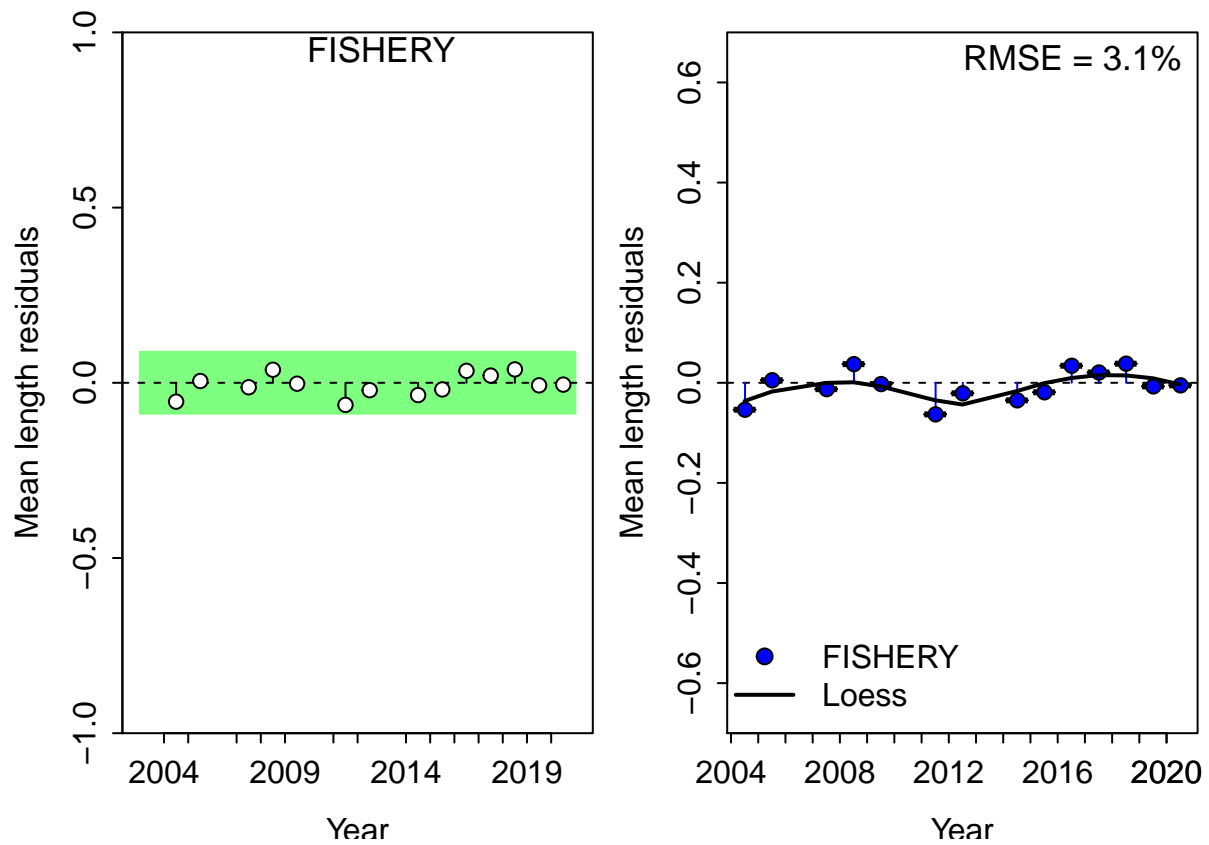 FISHERY
1.0
0.5
0.0
−0.5
−1.0
Mean length residuals
2004 2009 2014 2019
Year
RMSE = 3.1%
0.6
0.4
0.2
0.0
−0.2
−0.4
−0.6
Mean length residuals
FISHERY
Loess
2004 2008 2012 2016 2020
Year